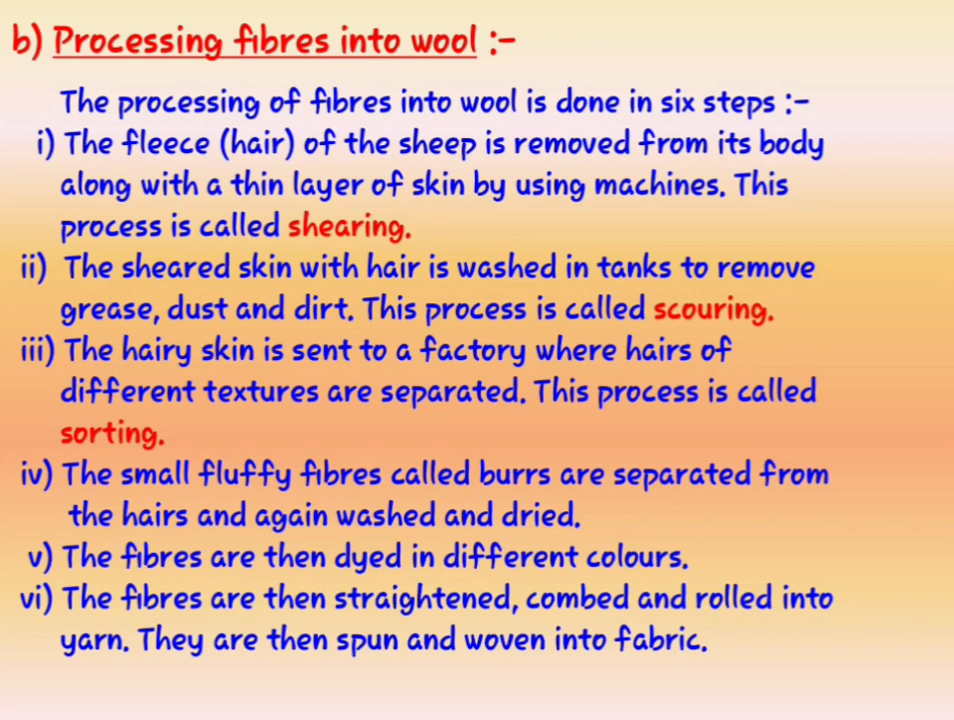 b) Processing fibres into wool :-
The processing of fibres into wool is done in six steps :-
i) The fleece (hair) of the sheep is removed from its body
along with a thin layer of skin by using machines. This
process is called shearing.
ii) The sheared skin with hair is washed in tanks to remove
grease, dust and dirt. This process is called scouring.
iii) The hairy skin is sent to a factory where hairs of
different textures are separated. This process is called
sorting.
iv) The small fluffy fibres called burrs are separated from
the hairs and again washed and dried.
v) The fibres are then dyed in different colours.
vi) The fibres are then straightened, combed and rolled into
yarn. They are then spun and woven into fabric.